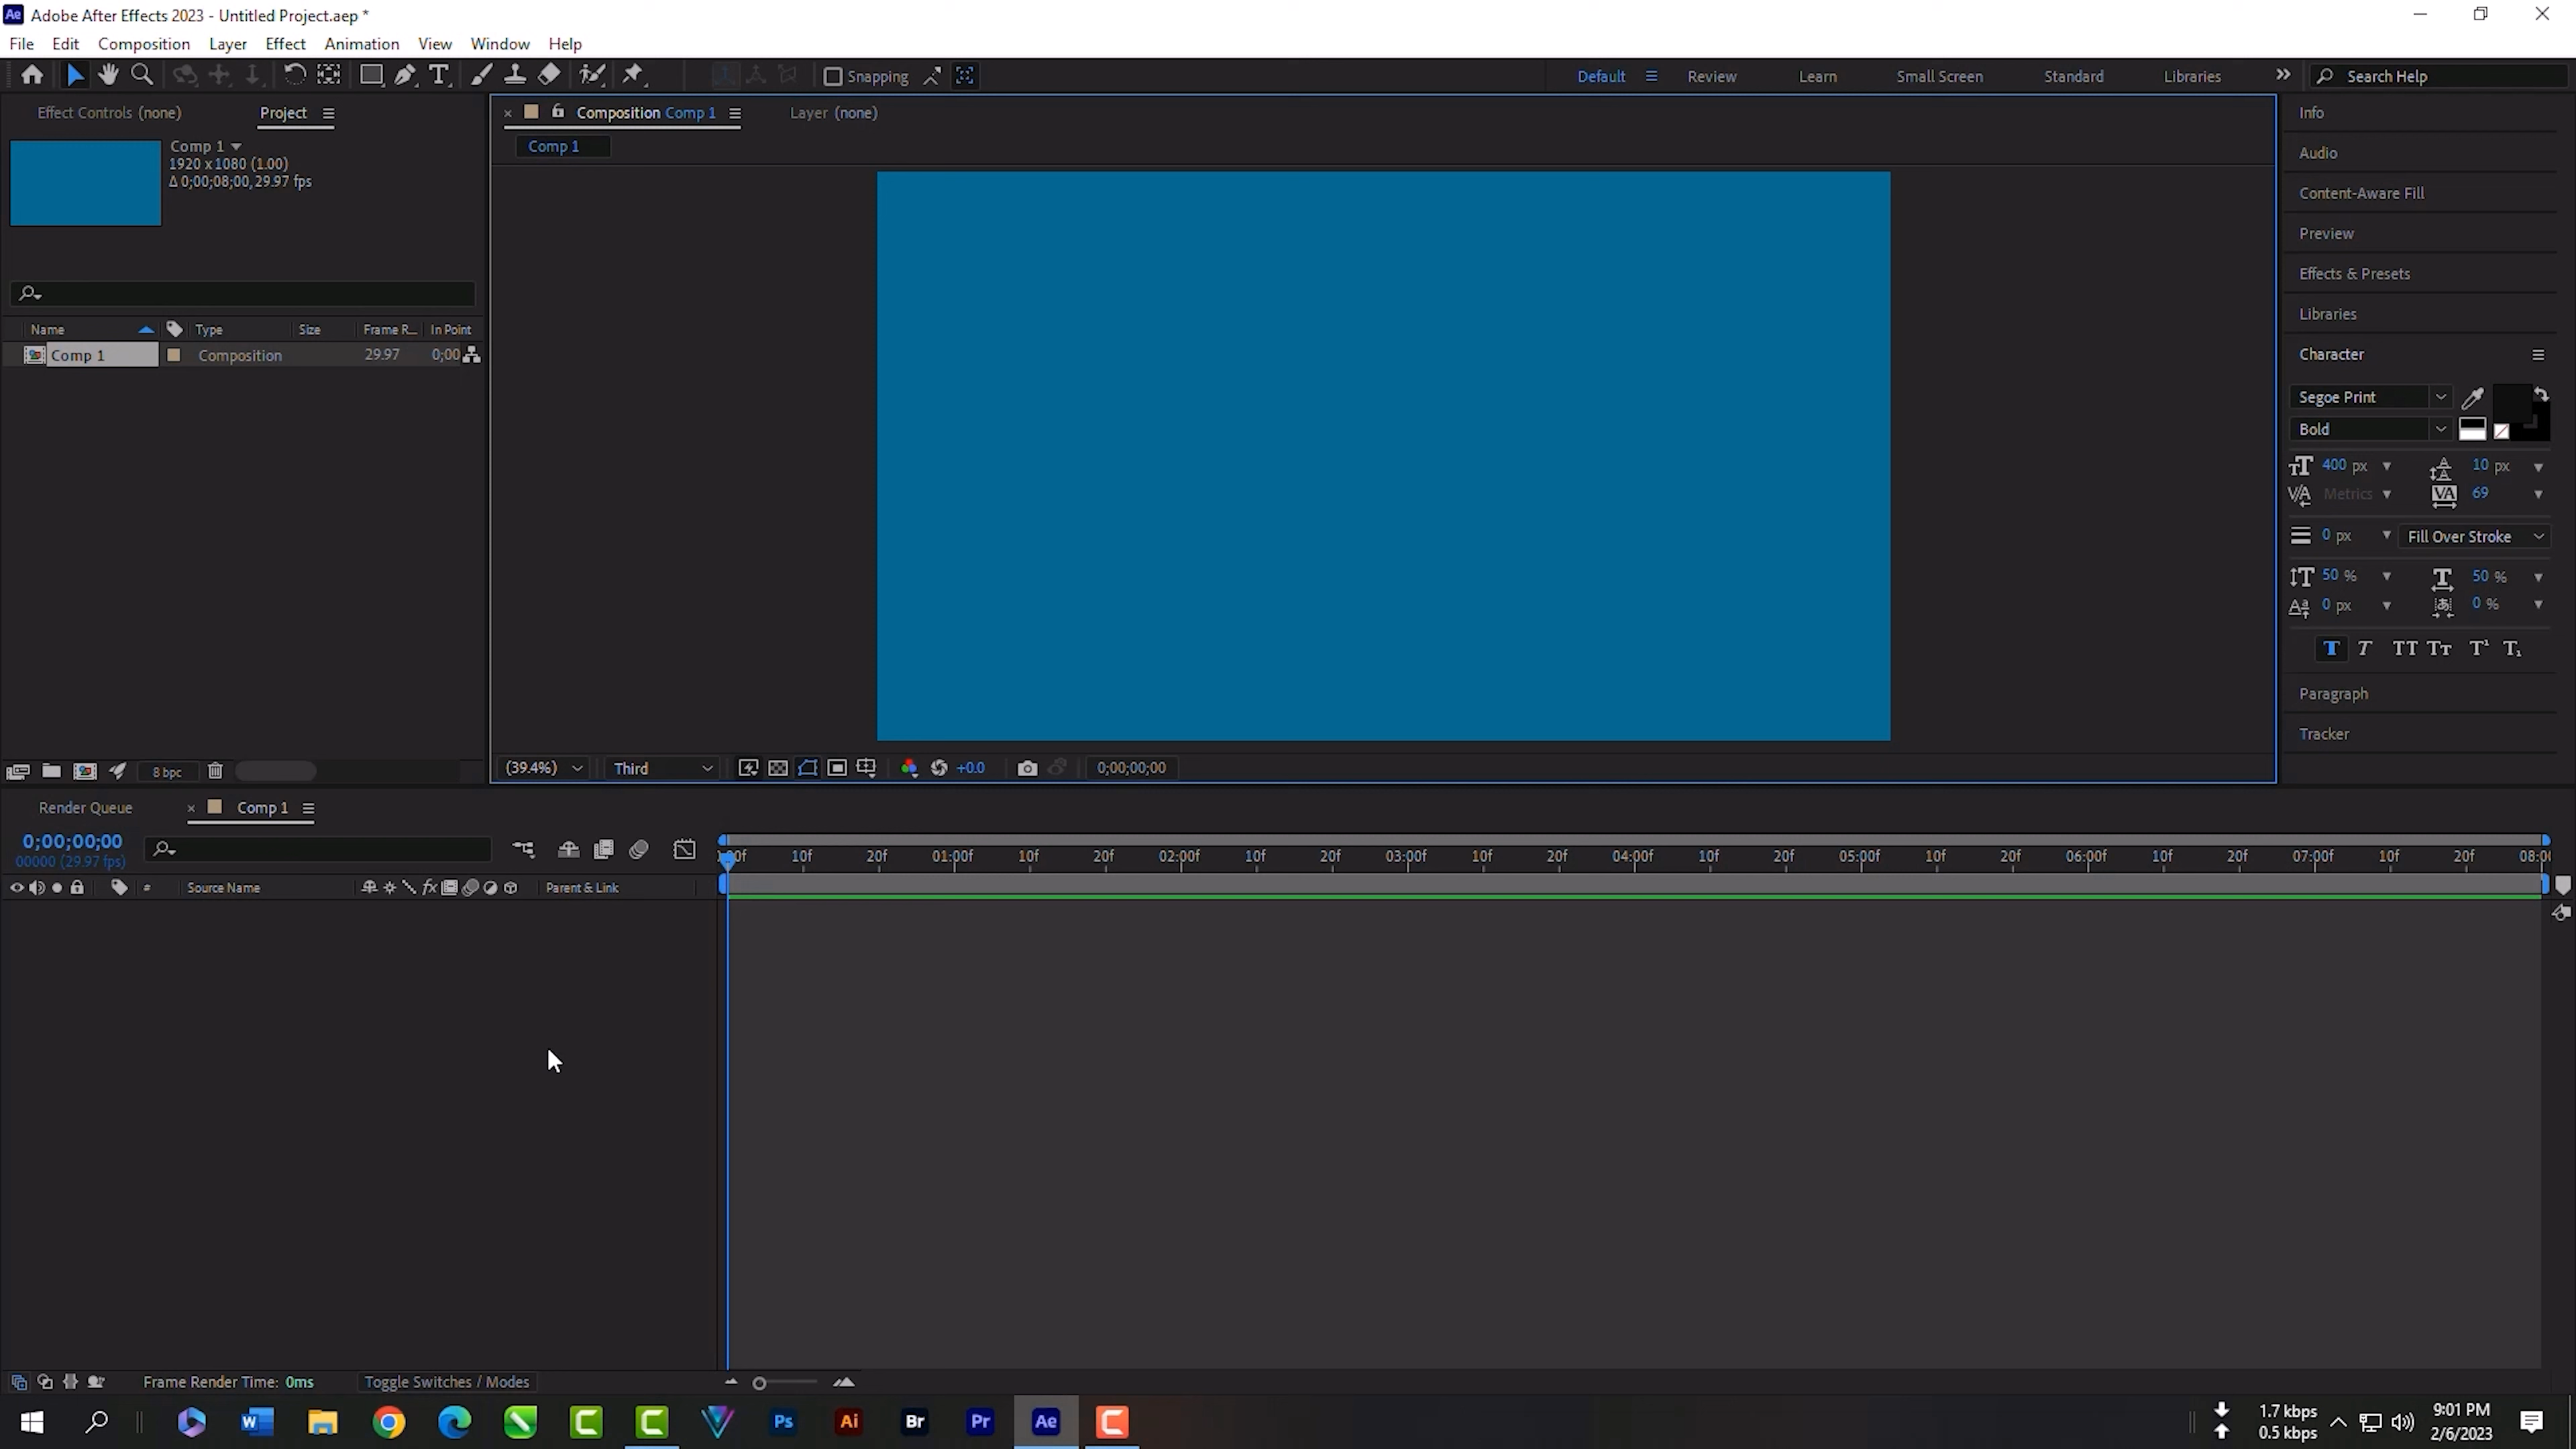 Ae Adobe After Effects 2023 - Untitled Project.aep *
File Edit Composition Layer Effect Animation View Window Help
Snapping
Default Review Learn Small Screen Standard Libraries Search Help
Effect Controls (none) Project
Comp 1
1920 x 1080 (1.00)
Δ 0;00;08;00, 29.97 fps
Name Type Size Frame R... In Point
Comp 1 Composition 29.97 0;00
8 bpc
Composition Comp 1 Layer (none)
Comp 1
(39.4%) Third +0.0 0;00;00;00
Info
Audio
Content-Aware Fill
Preview
Effects & Presets
Libraries
Character
Segoe Print
Bold
400 px 10 px
Metrics 69
0 px Fill Over Stroke
50 % 50 %
0 px 0 %
Paragraph
Tracker
Render Queue Comp 1
0;00;00;00
00000 (29.97 fps)
# Source Name Parent & Link
:00f 10f 20f 01:00f 10f 20f 02:00f 10f 20f 03:00f 10f 20f 04:00f 10f 20f 05:00f 10f 20f 06:00f 10f 20f 07:00f 10f 20f 08:0
Frame Render Time: 0ms Toggle Switches / Modes
Ps Ai Br Pr Ae
1.7 kbps
0.5 kbps
9:01 PM
2/6/2023